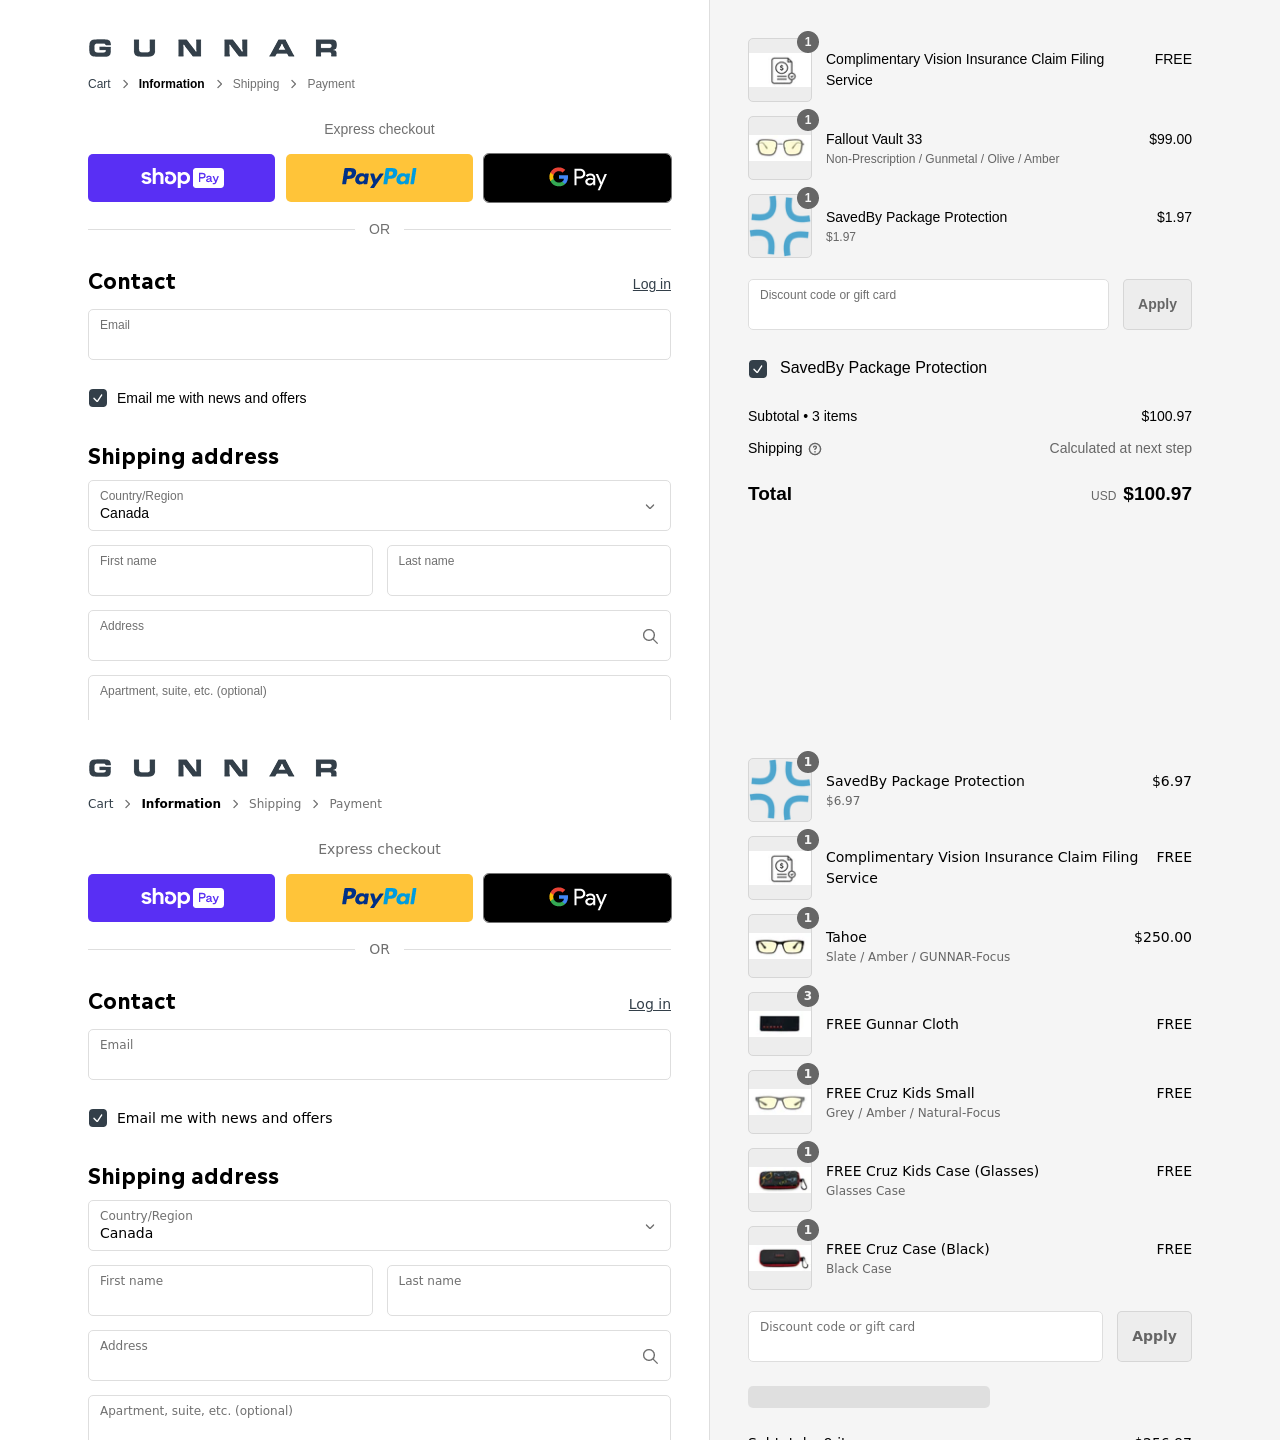 GUNNAR
Cart > Information > Shipping > Payment
Express checkout
shop Pay
PayPal
G Pay
OR
Contact
Log in
Email
Email me with news and offers
Shipping address
Country/Region
Canada
First name
Last name
Address
Apartment, suite, etc. (optional)
1
Complimentary Vision Insurance Claim Filing
Service
FREE
1
Fallout Vault 33
$99.00
Non-Prescription / Gunmetal / Olive / Amber
1
SavedBy Package Protection
$1.97
$1.97
Discount code or gift card
Apply
SavedBy Package Protection
Subtotal • 3 items
$100.97
Shipping
Calculated at next step
Total
USD $100.97
GUNNAR
Cart > Information > Shipping > Payment
Express checkout
shop Pay
PayPal
G Pay
OR
Contact
Log in
Email
Email me with news and offers
Shipping address
Country/Region
Canada
First name
Last name
Address
Apartment, suite, etc. (optional)
1
SavedBy Package Protection
$6.97
$6.97
1
Complimentary Vision Insurance Claim Filing
Service
FREE
1
Tahoe
$250.00
Slate / Amber / GUNNAR-Focus
3
FREE Gunnar Cloth
FREE
1
FREE Cruz Kids Small
FREE
Grey / Amber / Natural-Focus
1
FREE Cruz Kids Case (Glasses)
FREE
Glasses Case
1
FREE Cruz Case (Black)
FREE
Black Case
Discount code or gift card
Apply